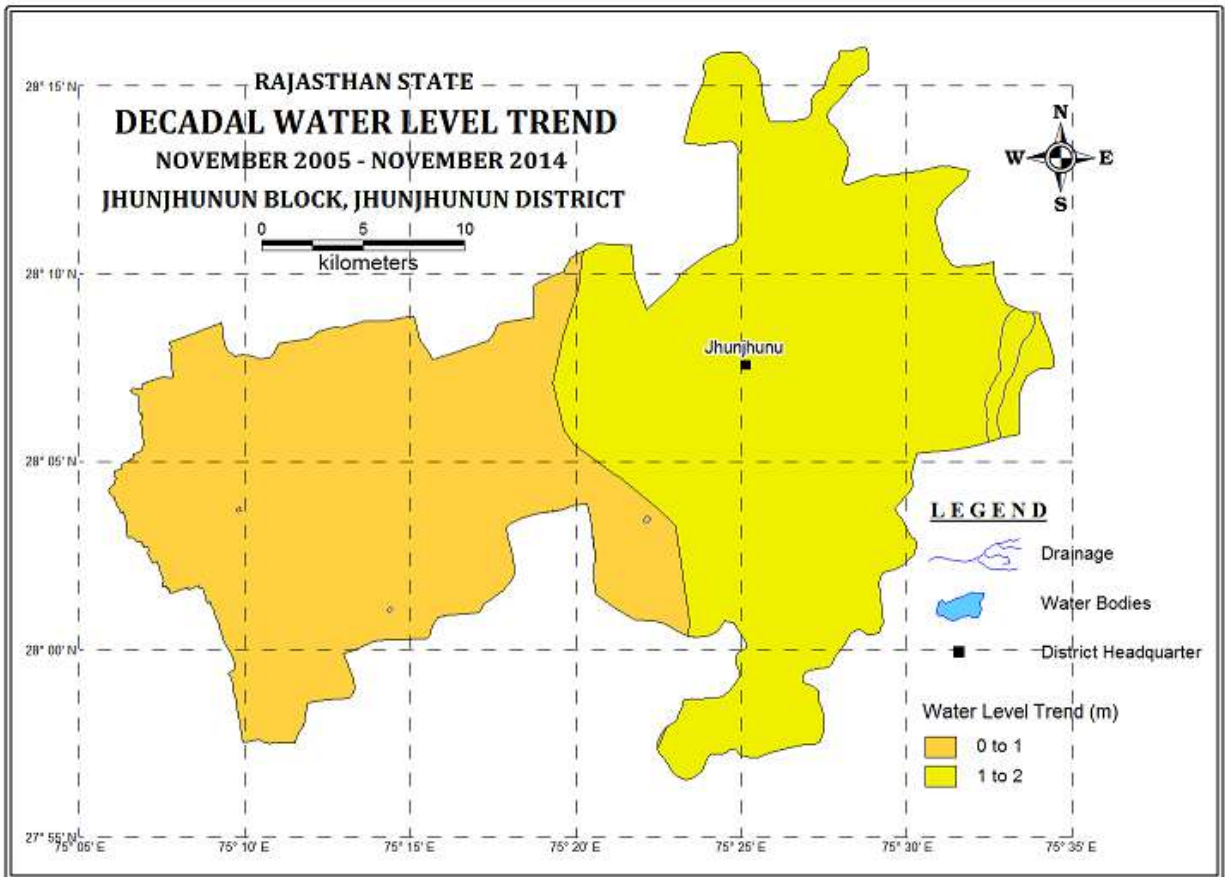 RAJASTHAN STATE
DECADAL WATER LEVEL TREND
NOVEMBER 2005 - NOVEMBER 2014
JHUNJHUNUN BLOCK, JHUNJHUNUN DISTRICT
0 5 10
kilometers
N
W E
S
28° 15' N
28° 10' N
28° 05' N
28° 00' N
27° 55' N
Jhunjhunu
LEGEND
Drainage
Water Bodies
District Headquarter
Water Level Trend (m)
0 to 1
1 to 2
75° 05' E 75° 10' E 75° 15' E 75° 20' E 75° 25' E 75° 30' E 75° 35' E